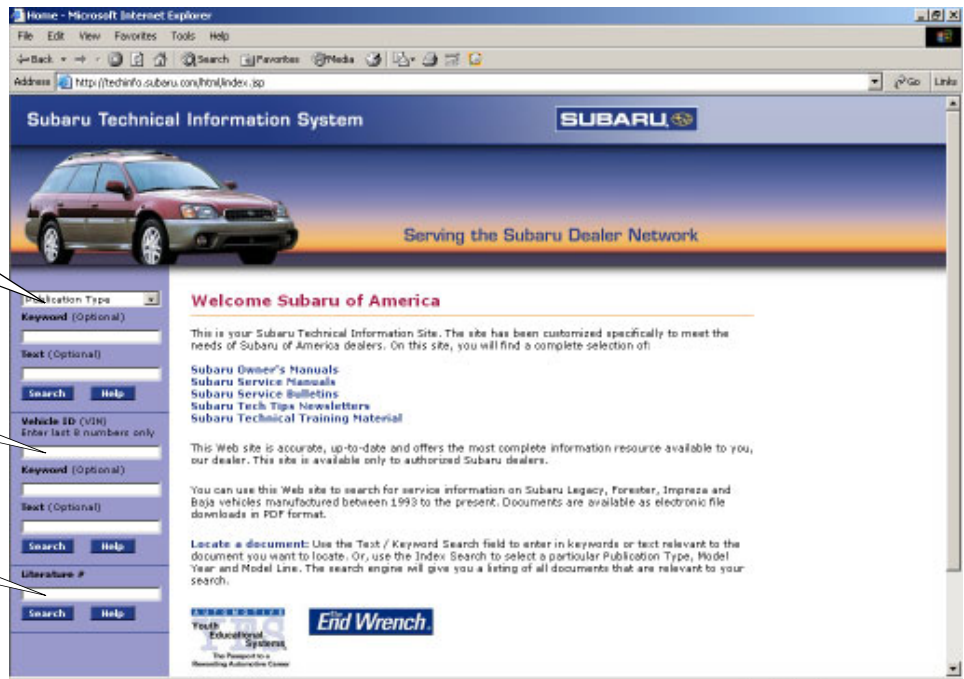 Home - Microsoft Internet Explorer
File Edit View Favorites Tools Help
Back Search Favorites Media
Address http://techinfo.subaru.com/html/index.jsp Go Links
Subaru Technical Information System
SUBARU
Serving the Subaru Dealer Network
Publication Type
Keyword (Optional)
Text (Optional)
Search Help
Vehicle ID (VIN)
Enter last 8 numbers only
Keyword (Optional)
Text (Optional)
Search Help
Literature #
Search Help
Welcome Subaru of America
This is your Subaru Technical Information Site. The site has been customized specifically to meet the
needs of Subaru of America dealers. On this site, you will find a complete selection of:
Subaru Owner's Manuals
Subaru Service Manuals
Subaru Service Bulletins
Subaru Tech Tips Newsletters
Subaru Technical Training Material
This Web site is accurate, up-to-date and offers the most complete information resource available to you,
our dealer. This site is available only to authorized Subaru dealers.
You can use this Web site to search for service information on Subaru Legacy, Forester, Impreza and
Baja vehicles manufactured between 1993 to the present. Documents are available as electronic file
downloads in PDF format.
Locate a document: Use the Text / Keyword Search field to enter in keywords or text relevant to the
document you want to locate. Or, use the Index Search to select a particular Publication Type, Model
Year and Model Line. The search engine will give you a listing of all documents that are relevant to your
search.
AUTOMOTIVE
YES
Youth
Educational
Systems
The Passport to a
Rewarding Automotive Career
The End Wrench.